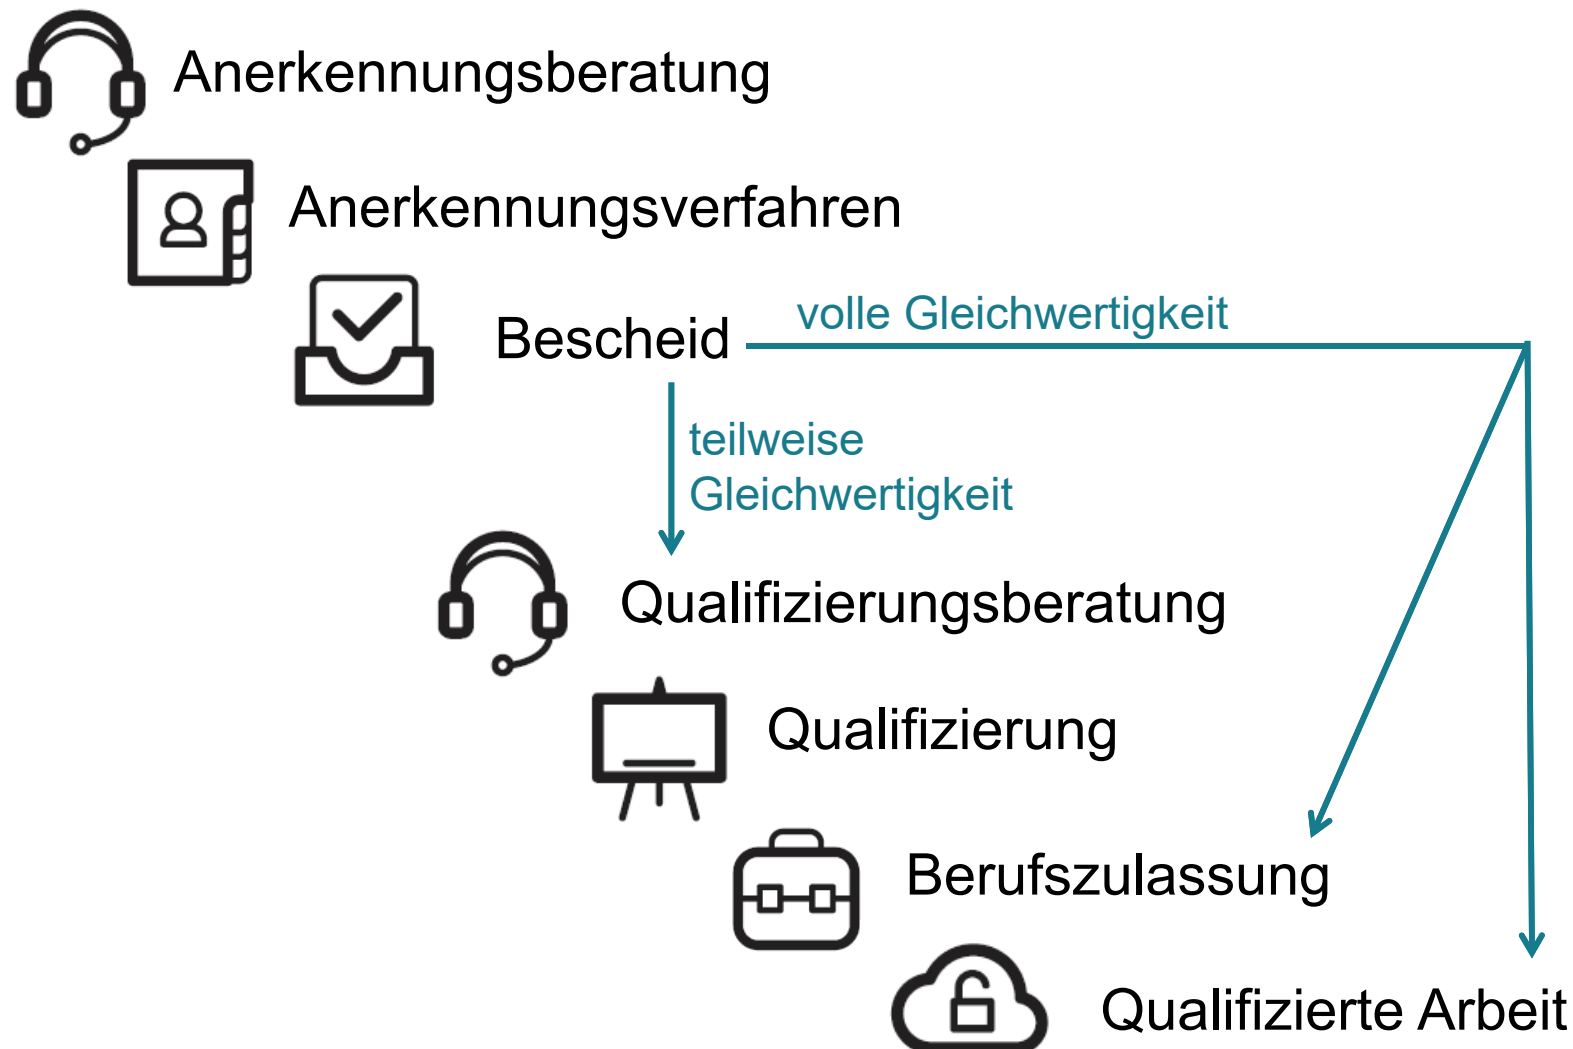 Anerkennungsberatung
Anerkennungsverfahren
volle Gleichwertigkeit
Bescheid
teilweise
Gleichwertigkeit
Qualifizierungsberatung
Qualifizierung
Berufszulassung
Qualifizierte Arbeit